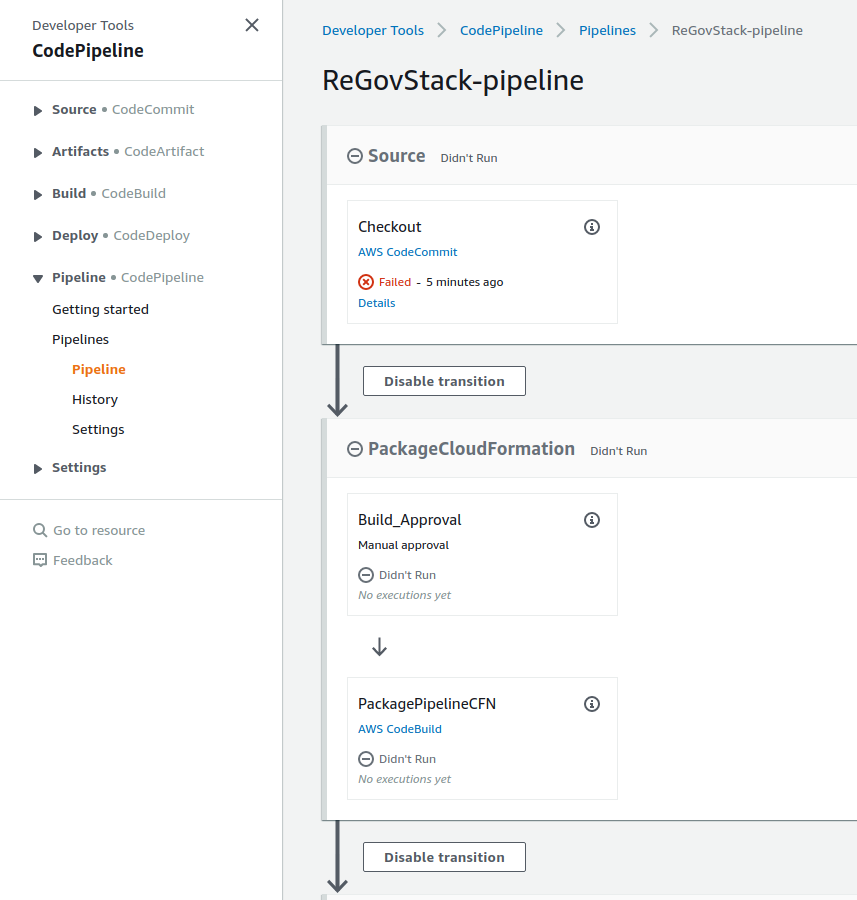 Developer Tools
CodePipeline
Source • CodeCommit
Artifacts • CodeArtifact
Build • CodeBuild
Deploy • CodeDeploy
Pipeline • CodePipeline
Getting started
Pipelines
Pipeline
History
Settings
Settings
Go to resource
Feedback
Developer Tools > CodePipeline > Pipelines > ReGovStack-pipeline
ReGovStack-pipeline
Source Didn't Run
Checkout
AWS CodeCommit
Failed - 5 minutes ago
Details
Disable transition
PackageCloudFormation Didn't Run
Build_Approval
Manual approval
Didn't Run
No executions yet
PackagePipelineCFN
AWS CodeBuild
Didn't Run
No executions yet
Disable transition